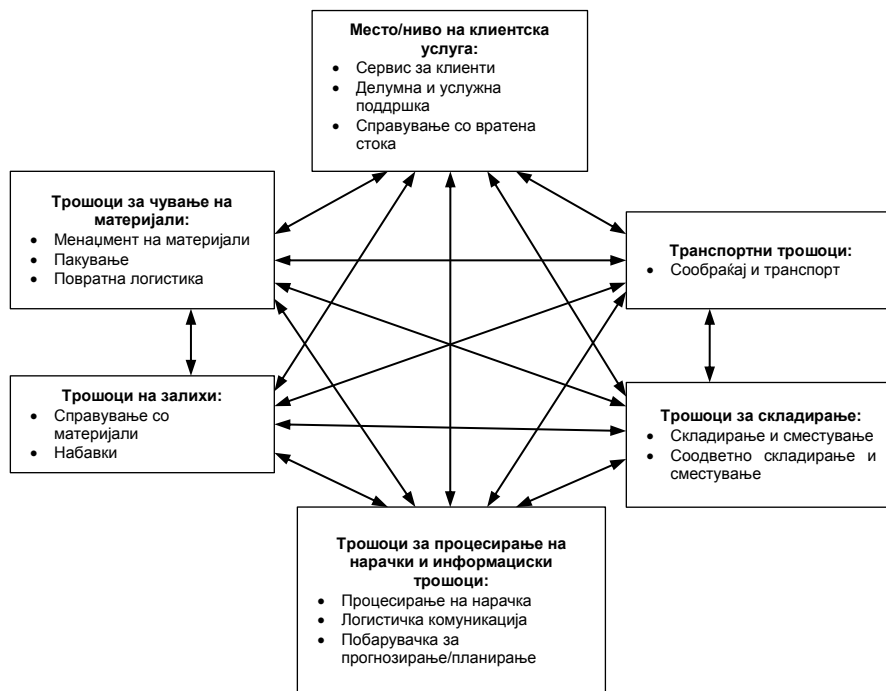 Место/ниво на клиентска
услуга:
• Сервис за клиенти
• Делумна и услужна
поддршка
• Справување со вратена
стока
Трошоци за чување на
материјали:
• Менаџмент на материјали
• Пакување
• Повратна логистика
Транспортни трошоци:
• Сообраќај и транспорт
Трошоци на залихи:
• Справување со
материјали
• Набавки
Трошоци за складирање:
• Складирање и сместување
• Соодветно складирање и
сместување
Трошоци за процесирање на
нарачки и информациски
трошоци:
• Процесирање на нарачка
• Логистичка комуникација
• Побарувачка за
прогнозирање/планирање